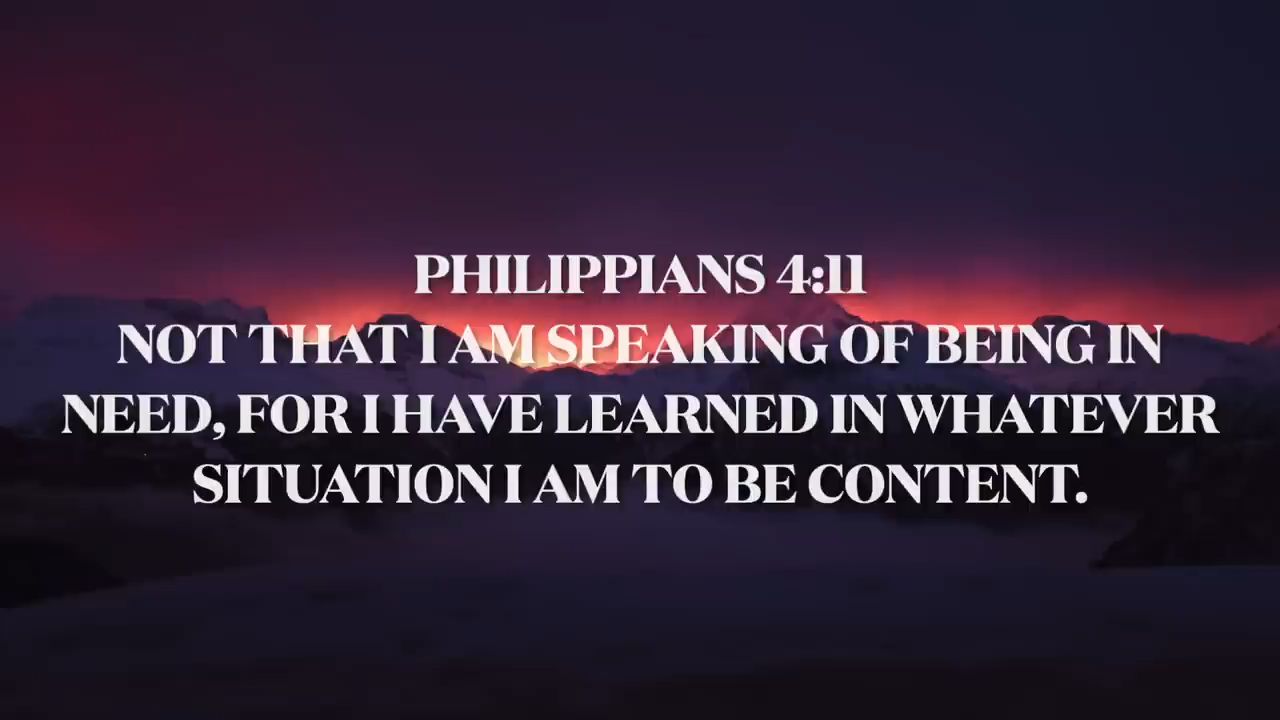 PHILIPPIANS 4:11
NOT THAT I AM SPEAKING OF BEING IN
NEED, FOR I HAVE LEARNED IN WHATEVER
SITUATION I AM TO BE CONTENT.